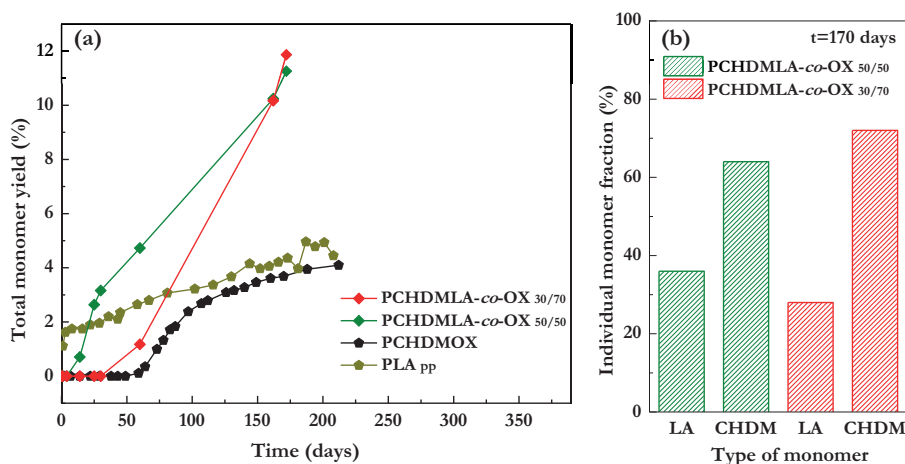 (a)
Total monomer yield (%)
12
10
8
6
4
2
0
PCHDMLA-co-OX 30/70
PCHDMLA-co-OX 50/50
PCHDMOX
PLA pp
0 50 100 150 200 250 300 350
Time (days)
(b)
t=170 days
PCHDMLA-co-OX 50/50
PCHDMLA-co-OX 30/70
Individual monomer fraction (%)
100
80
60
40
20
0
LA CHDM LA CHDM
Type of monomer